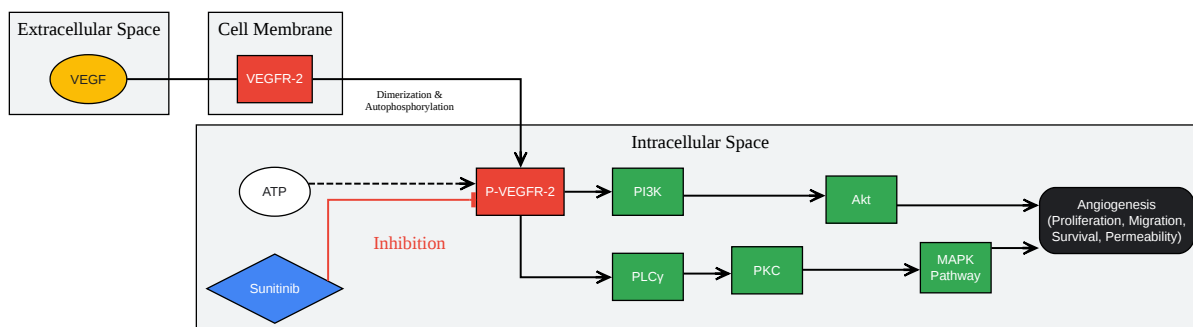 Extracellular Space
Cell Membrane
VEGF
VEGFR-2
Dimerization &
Autophosphorylation
Intracellular Space
ATP
P-VEGFR-2
PI3K
Akt
Angiogenesis
(Proliferation, Migration,
Survival, Permeability)
Inhibition
Sunitinib
PLCγ
PKC
MAPK
Pathway